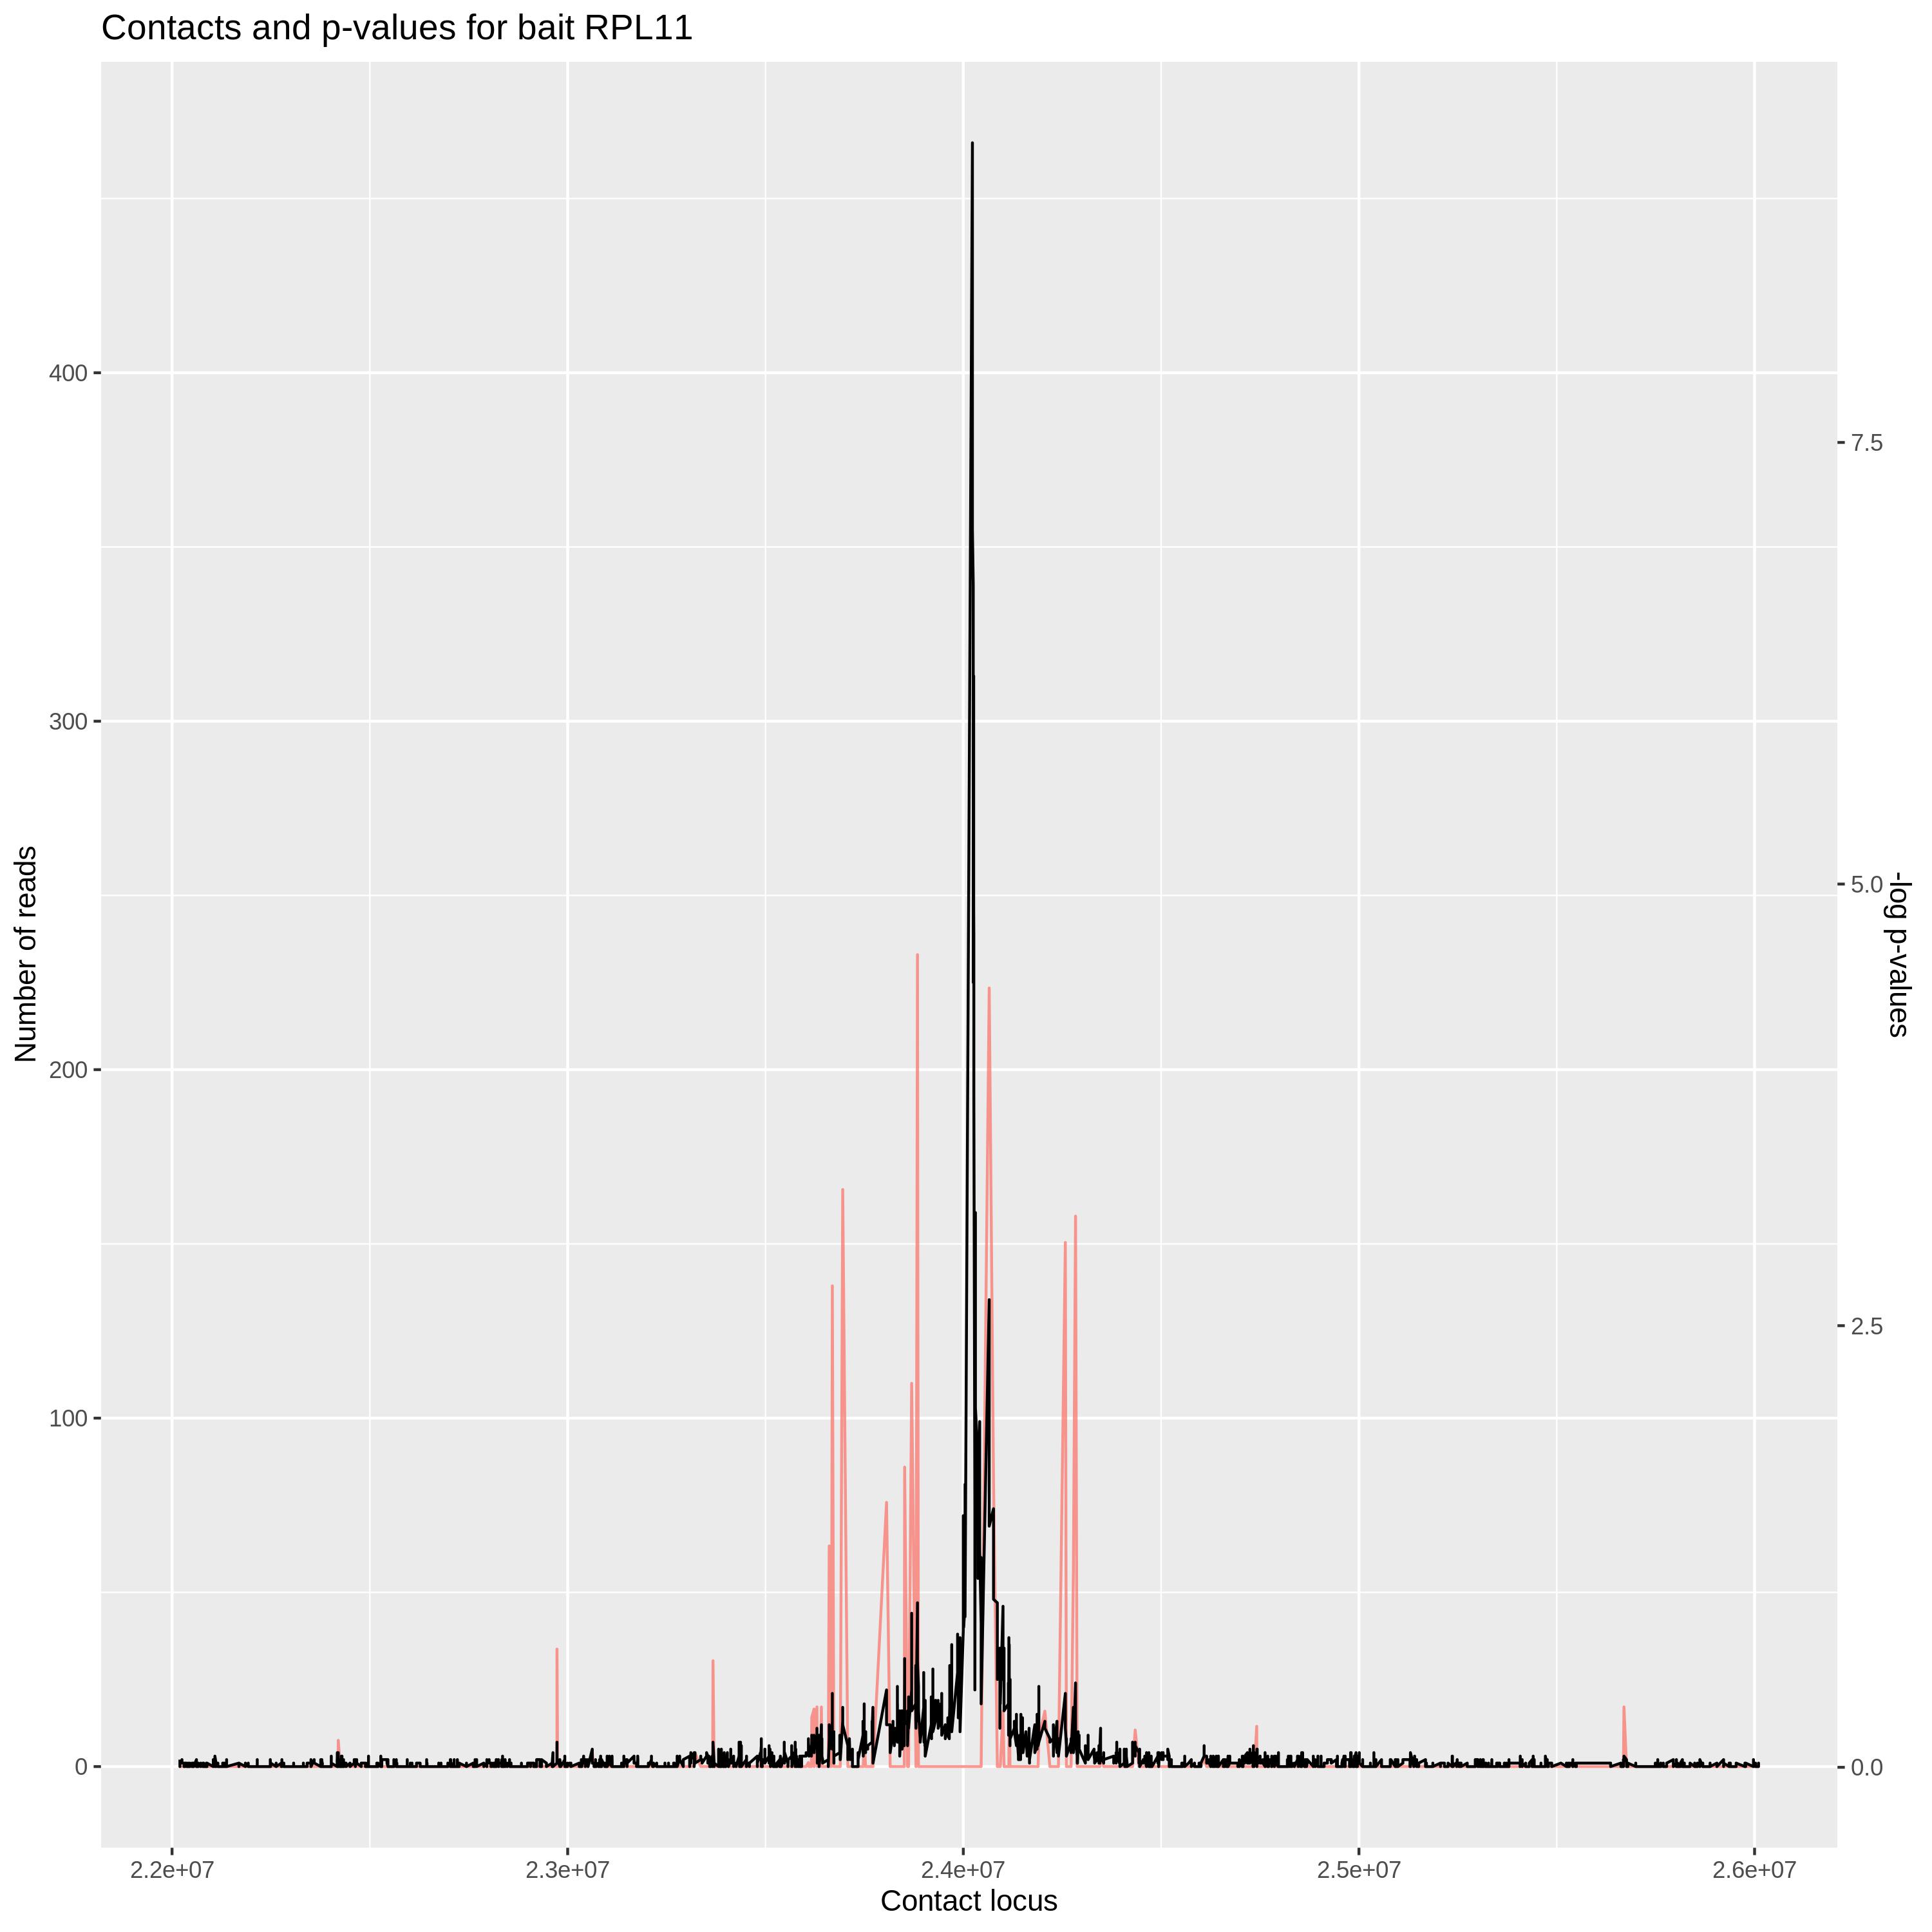 Contacts and p-values for bait RPL11
400
300
200
100
0
Number of reads
7.5
5.0
2.5
0.0
-log p-values
2.2e+07 2.3e+07 2.4e+07 2.5e+07 2.6e+07
Contact locus